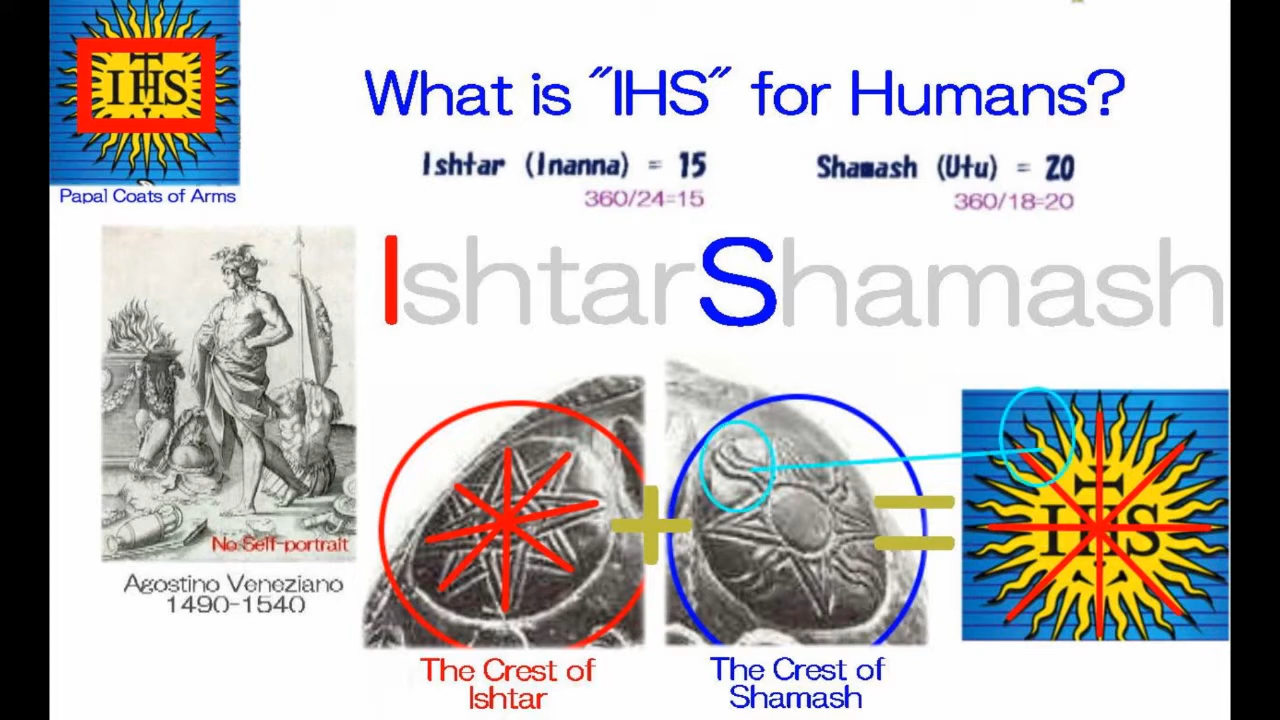 IHS
Papal Coats of Arms
What is "IHS" for Humans?
Ishtar (Inanna) = 15
360/24=15
Shamash (Utu) = 20
360/18=20
IshtarShamash
No Self-portrait
Agostino Veneziano
1490-1540
+
=
IHS
The Crest of
Ishtar
The Crest of
Shamash